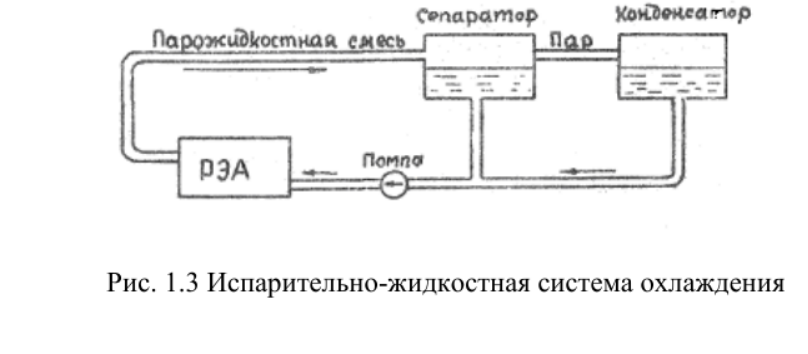 Сепаратор
Конденсатор
Парожидкостная смесь
Пар
РЭА
Помпа
Рис. 1.3 Испарительно-жидкостная система охлаждения